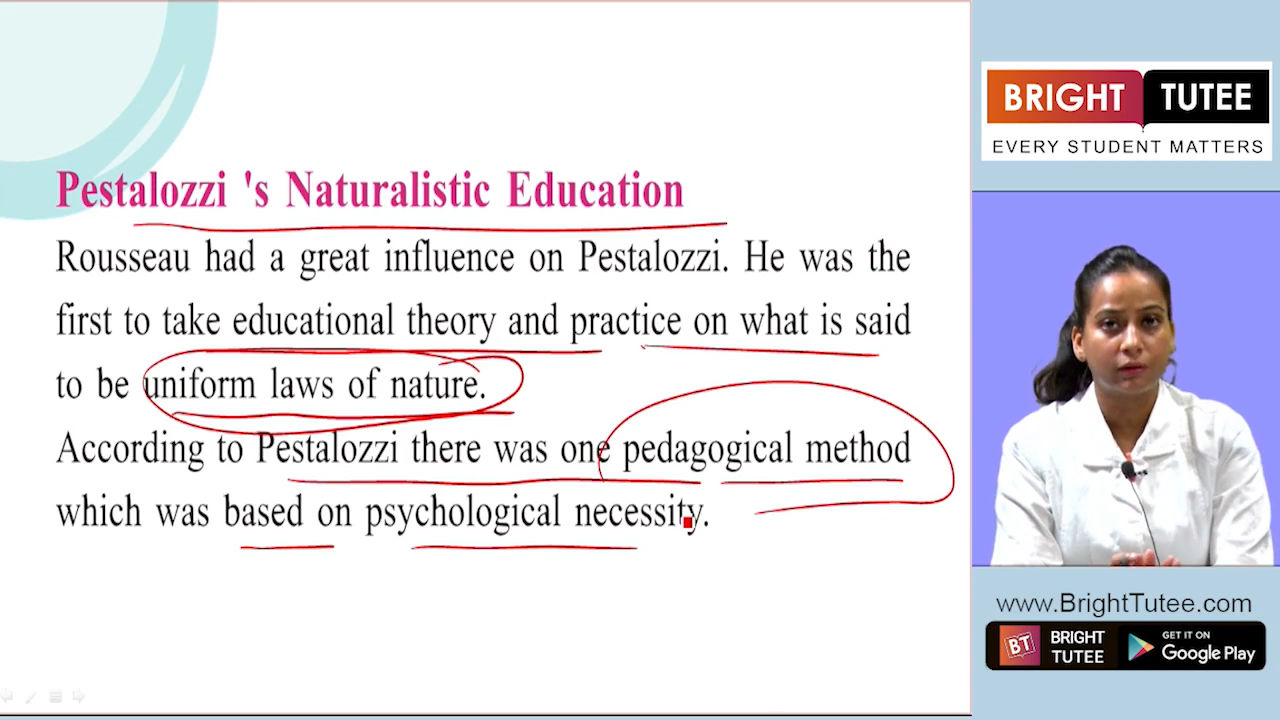 Pestalozzi 's Naturalistic Education
Rousseau had a great influence on Pestalozzi. He was the
first to take educational theory and practice on what is said
to be uniform laws of nature.
According to Pestalozzi there was one pedagogical method
which was based on psychological necessity.
BRIGHT TUTEE
EVERY STUDENT MATTERS
www.BrightTutee.com
BT
BRIGHT
TUTEE
GET IT ON
Google Play